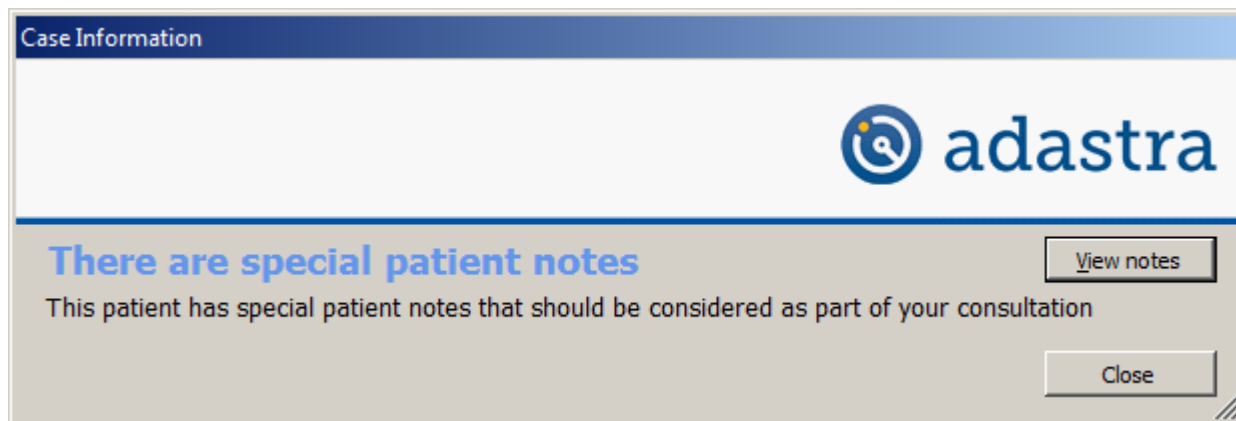 Case Information
adastra
There are special patient notes
View notes
This patient has special patient notes that should be considered as part of your consultation
Close